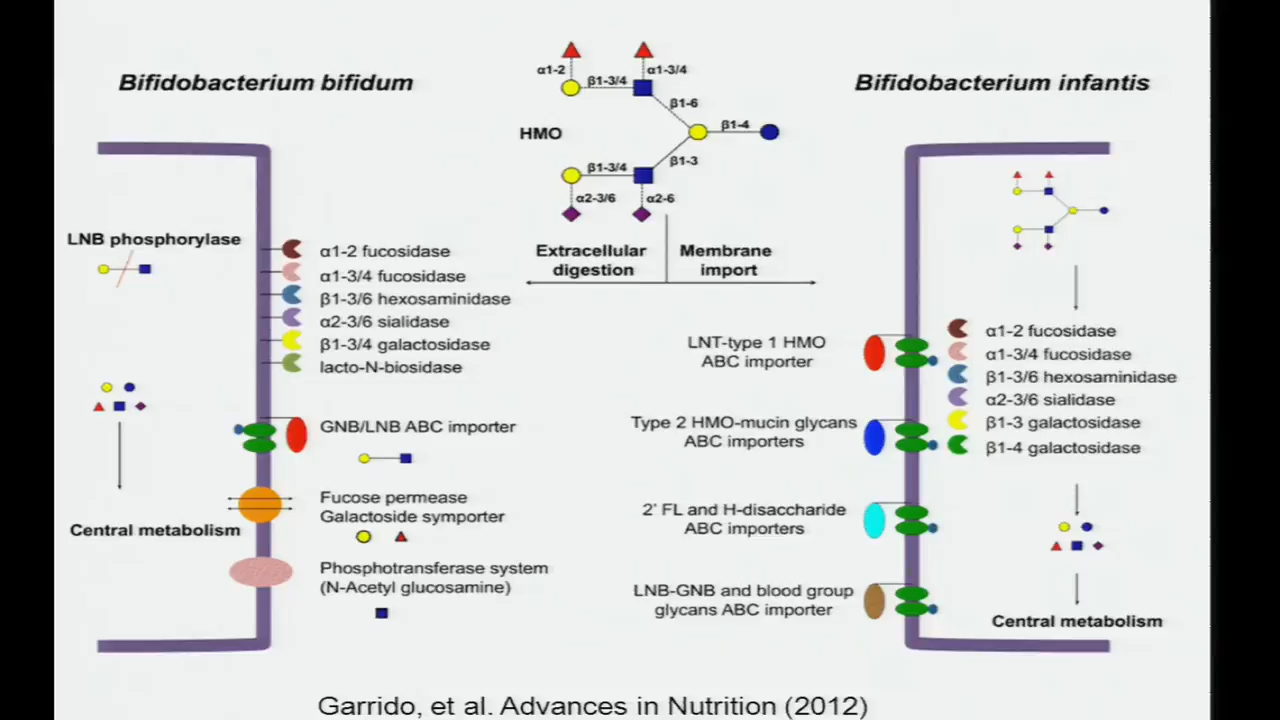 Bifidobacterium bifidum
Bifidobacterium infantis
α1-2
α1-3/4
β1-3/4
β1-6
HMO
β1-4
β1-3
β1-3/4
α2-3/6
α2-6
Extracellular
digestion
Membrane
import
LNB phosphorylase
α1-2 fucosidase
α1-3/4 fucosidase
β1-3/6 hexosaminidase
α2-3/6 sialidase
β1-3/4 galactosidase
lacto-N-biosidase
GNB/LNB ABC importer
Fucose permease
Galactoside symporter
Phosphotransferase system
(N-Acetyl glucosamine)
Central metabolism
LNT-type 1 HMO
ABC importer
Type 2 HMO-mucin glycans
ABC importers
2' FL and H-disaccharide
ABC importers
LNB-GNB and blood group
glycans ABC importer
α1-2 fucosidase
α1-3/4 fucosidase
β1-3/6 hexosaminidase
α2-3/6 sialidase
β1-3 galactosidase
β1-4 galactosidase
Central metabolism
Garrido, et al. Advances in Nutrition (2012)